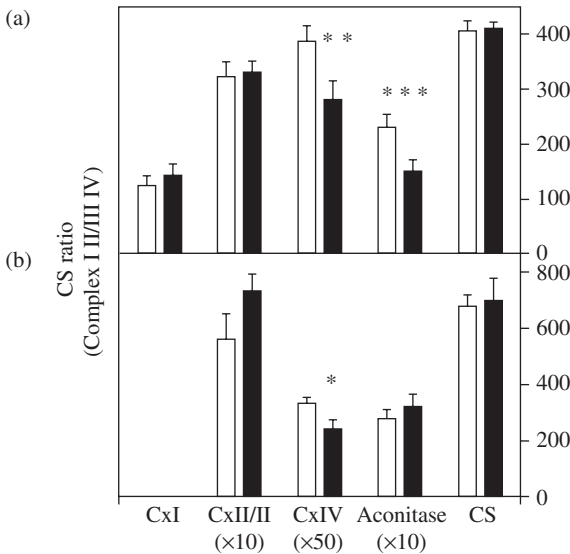 (a)
400
* *
300
* * *
200
100
0
(b)
CS ratio
(Complex I II/III IV)
800
600
*
400
200
0
CxI CxII/II CxIV Aconitase CS
(×10) (×50) (×10)